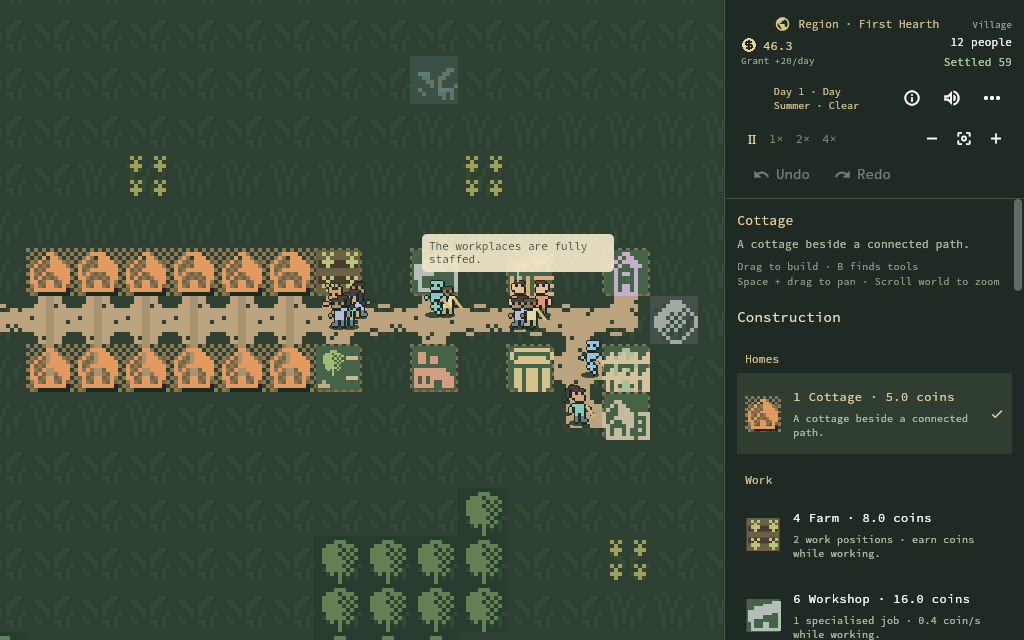 The workplaces are fully
staffed.
Region · First Hearth
Village
46.3
12 people
Grant +20/day
Settled 59
Day 1 · Day
Summer · Clear
1×
2×
4×
Undo
Redo
Cottage
A cottage beside a connected path.
Drag to build · B finds tools
Space + drag to pan · Scroll world to zoom
Construction
Homes
1 Cottage · 5.0 coins
A cottage beside a connected
path.
Work
4 Farm · 8.0 coins
2 work positions · earn coins
while working.
6 Workshop · 16.0 coins
1 specialised job · 0.4 coin/s
while working.